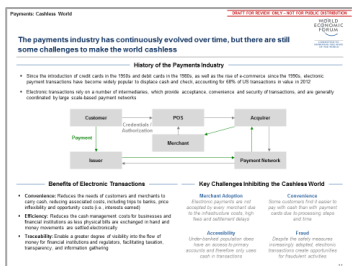 Payments: Cashless World
DRAFT FOR REVIEW ONLY – NOT FOR PUBLIC DISTRIBUTION
WORLD
ECONOMIC
FORUM
The payments industry has continuously evolved over time, but there are still
some challenges to make the world cashless
History of the Payments Industry
Since the introduction of credit cards in the 1950s and debit cards in the 1980s, as well as the rise of e-commerce since the 1990s, electronic
payment transactions have become widely popular to displace cash and check, accounting for 68% of US transactions in value in 2012
Electronic transactions rely on a number of intermediaries, which provide acceptance, convenience and security of transactions, and are generally
coordinated by large scale-based payment networks
Customer
POS
Acquirer
Credentials /
Authorization
Payment
Merchant
Issuer
Payment Network
Benefits of Electronic Transactions
Convenience: Reduces the needs of customers and merchants to
carry cash, reducing associated costs, including trips to banks, price
inflexibility and opportunity costs (i.e., interests earned)
Efficiency: Reduces the cash management costs for businesses and
financial institutions as less physical bills are exchanged in hand and
money movements are settled electronically
Traceability: Enable a greater degree of visibility into the flow of
money for financial institutions and regulators, facilitating taxation,
transparency, and information gathering
Key Challenges Inhibiting the Cashless World
Merchant Adoption
Electronic payments are not
accepted by every merchant due
to the infrastructure costs, high
fees and settlement delays
Convenience
Some customers find it easier to
pay with cash than with payment
cards due to processing steps
and time
Accessibility
Under-banked population does
have an access to primary
accounts and therefore only uses
cash in transactions
Fraud
Despite the safety measures
increasingly adopted, electronic
transactions create opportunities
for fraudulent activities